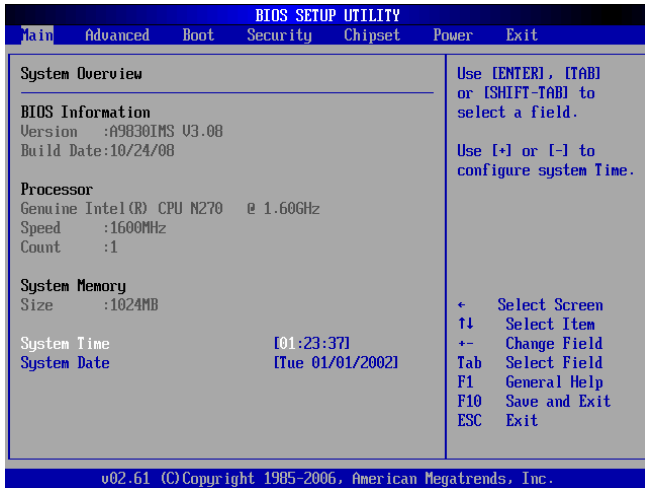 BIOS SETUP UTILITY
Main Advanced Boot Security Chipset Power Exit
System Overview
BIOS Information
Version :A9830IMS V3.08
Build Date:10/24/08
Processor
Genuine Intel(R) CPU N270 @ 1.60GHz
Speed :1600MHz
Count :1
System Memory
Size :1024MB
System Time [01:23:37]
System Date [Tue 01/01/2002]
Use [ENTER], [TAB]
or [SHIFT-TAB] to
select a field.
Use [+] or [-] to
configure system Time.
← Select Screen
↑↓ Select Item
+- Change Field
Tab Select Field
F1 General Help
F10 Save and Exit
ESC Exit
v02.61 (C)Copyright 1985-2006, American Megatrends, Inc.